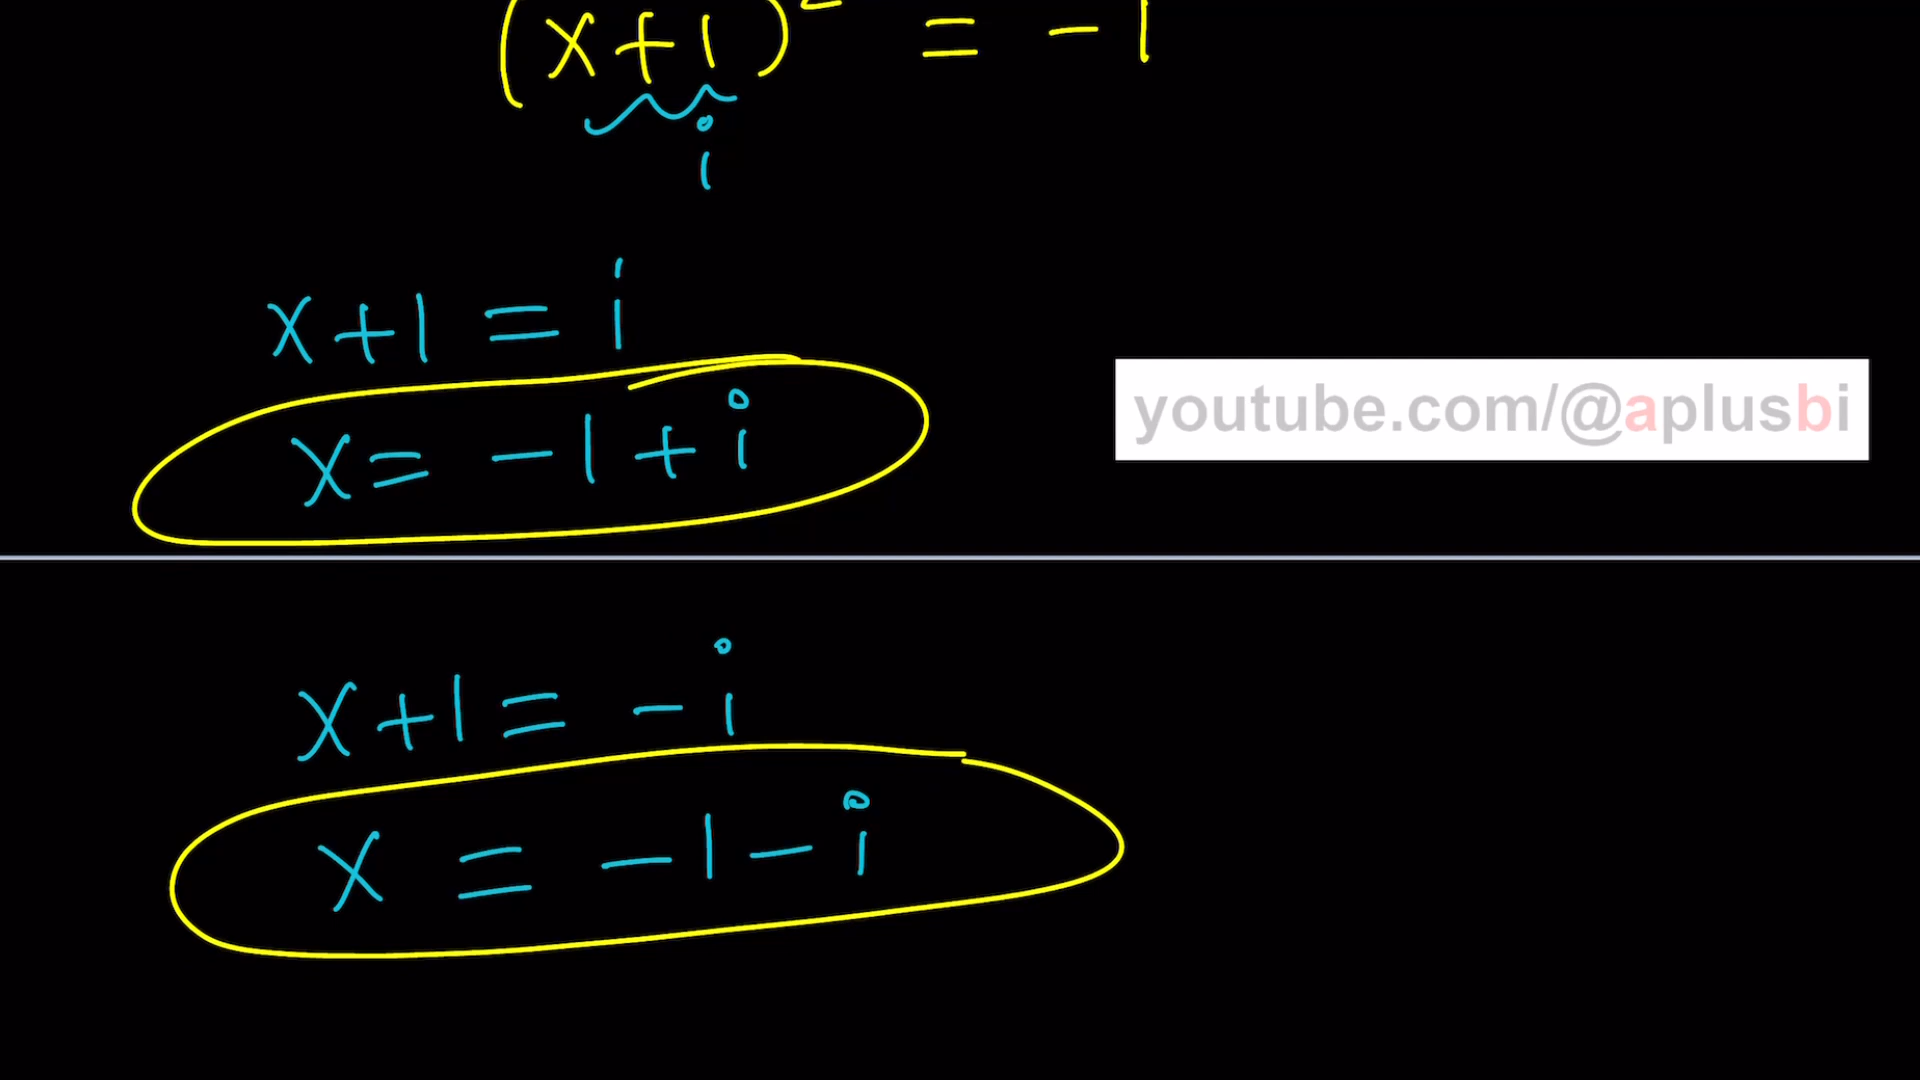 (x+1)² = -1
i
x+1 = i
x = -1 + i
youtube.com/@aplusbi
x+1 = -i
x = -1 - i